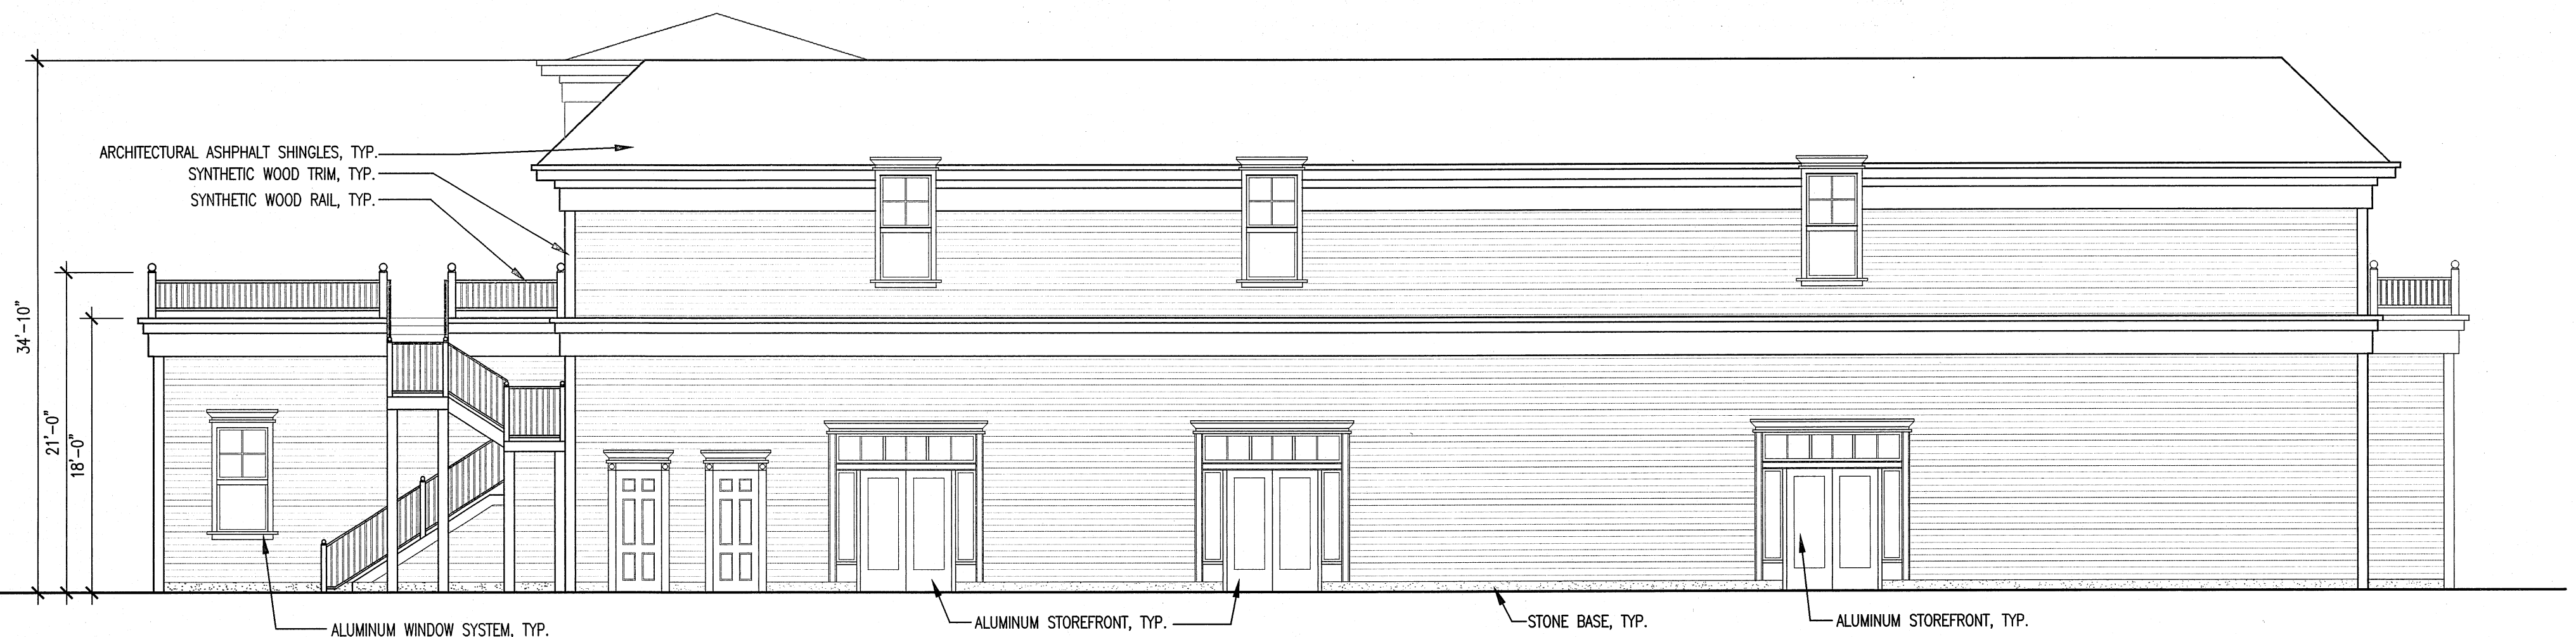 ARCHITECTURAL ASHPHALT SHINGLES, TYP.
SYNTHETIC WOOD TRIM, TYP.
SYNTHETIC WOOD RAIL, TYP.
34'-10"
21'-0"
18'-0"
ALUMINUM WINDOW SYSTEM, TYP.
ALUMINUM STOREFRONT, TYP.
STONE BASE, TYP.
ALUMINUM STOREFRONT, TYP.